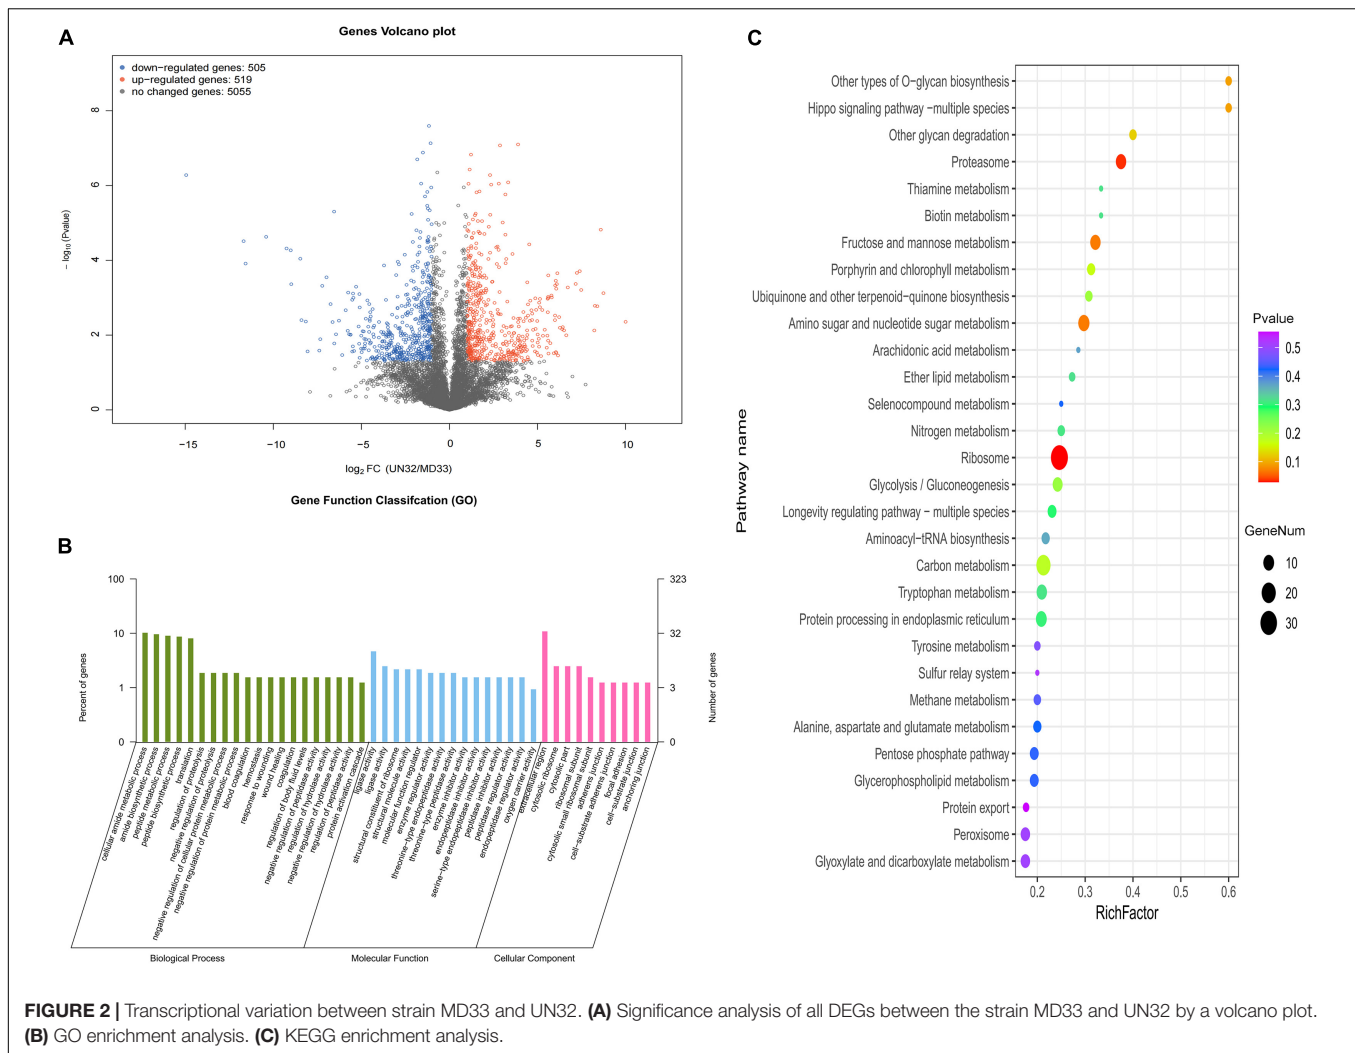 A
Genes Volcano plot
down−regulated genes: 505
up−regulated genes: 519
no changed genes: 5055
− log10 (Pvalue)
8
6
4
2
0
−15
−10
−5
0
5
10
log2 FC (UN32/MD33)
Gene Function Classifcation (GO)
B
Percent of genes
100
10
1
0
323
32
3
0
Number of genes
cellular amide metabolic process
amide biosynthetic process
peptide metabolic process
peptide biosynthetic process
translation
regulation of proteolysis
negative regulation of proteolysis
negative regulation of cellular protein metabolic process
negative regulation of protein metabolic process
blood coagulation
hemostasis
response to wounding
wound healing
coagulation
regulation of body fluid levels
negative regulation of peptidase activity
negative regulation of hydrolase activity
regulation of peptidase activity
protein activation cascade
ligase activity
structural constituent of ribosome
structural molecule activity
molecular function regulator
enzyme regulator activity
threonine−type endopeptidase activity
threonine−type peptidase activity
enzyme inhibitor activity
endopeptidase inhibitor activity
peptidase inhibitor activity
serine−type endopeptidase inhibitor activity
peptidase regulator activity
endopeptidase regulator activity
oxygen carrier activity
extracellular region
cytosolic ribosome
cytosolic part
ribosomal subunit
cytosolic small ribosomal subunit
adherens junction
focal adhesion
cell−substrate adherens junction
cell−substrate junction
anchoring junction
Biological Process
Molecular Function
Cellular Component
C
Pathway name
Other types of O−glycan biosynthesis
Hippo signaling pathway −multiple species
Other glycan degradation
Proteasome
Thiamine metabolism
Biotin metabolism
Fructose and mannose metabolism
Porphyrin and chlorophyll metabolism
Ubiquinone and other terpenoid−quinone biosynthesis
Amino sugar and nucleotide sugar metabolism
Arachidonic acid metabolism
Ether lipid metabolism
Selenocompound metabolism
Nitrogen metabolism
Ribosome
Glycolysis / Gluconeogenesis
Longevity regulating pathway − multiple species
Aminoacyl−tRNA biosynthesis
Carbon metabolism
Tryptophan metabolism
Protein processing in endoplasmic reticulum
Tyrosine metabolism
Sulfur relay system
Methane metabolism
Alanine, aspartate and glutamate metabolism
Pentose phosphate pathway
Glycerophospholipid metabolism
Protein export
Peroxisome
Glyoxylate and dicarboxylate metabolism
0.2
0.3
0.4
0.5
0.6
RichFactor
Pvalue
0.5
0.4
0.3
0.2
0.1
GeneNum
10
20
30
FIGURE 2 | Transcriptional variation between strain MD33 and UN32. (A) Significance analysis of all DEGs between the strain MD33 and UN32 by a volcano plot.
(B) GO enrichment analysis. (C) KEGG enrichment analysis.